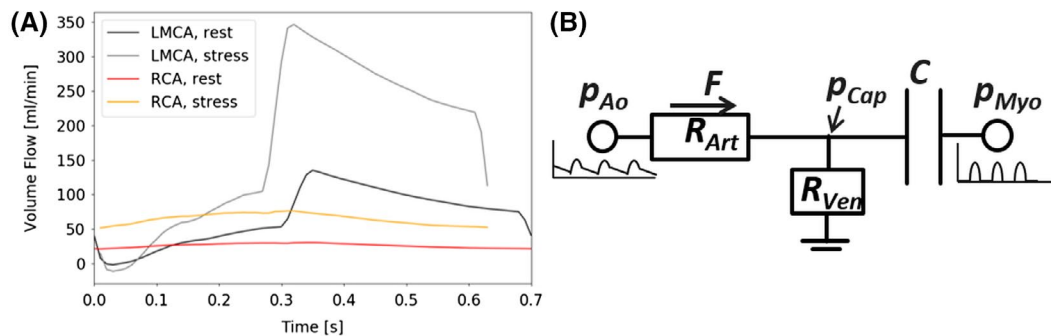 (A)
Volume Flow [ml/min]
350
300
250
200
150
100
50
0
LMCA, rest
LMCA, stress
RCA, rest
RCA, stress
0.0 0.1 0.2 0.3 0.4 0.5 0.6 0.7
Time [s]
(B)
pAo
F
RArt
pCap
C
pMyo
RVen